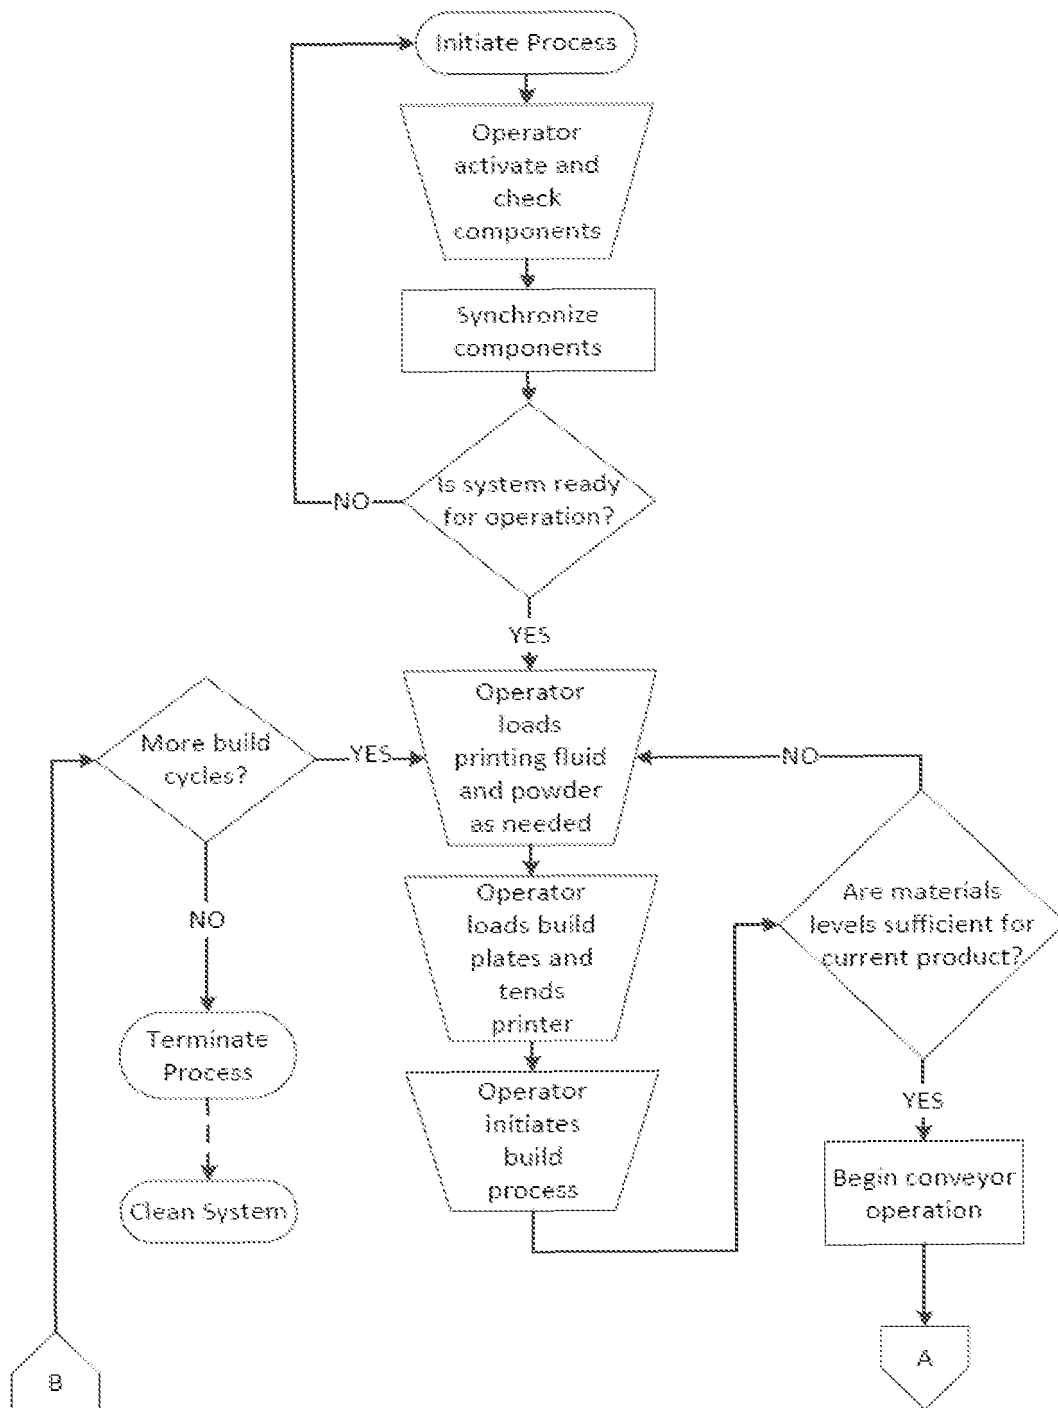 Initiate Process
Operator
activate and
check
components
Synchronize
components
Is system ready
for operation?
NO
YES
Operator
loads
printing fluid
and powder
as needed
More build
cycles?
YES
NO
NO
Operator
loads build
plates and
tends
printer
Are materials
levels sufficient for
current product?
Terminate
Process
Operator
initiates
build
process
YES
Clean System
Begin conveyor
operation
B
A